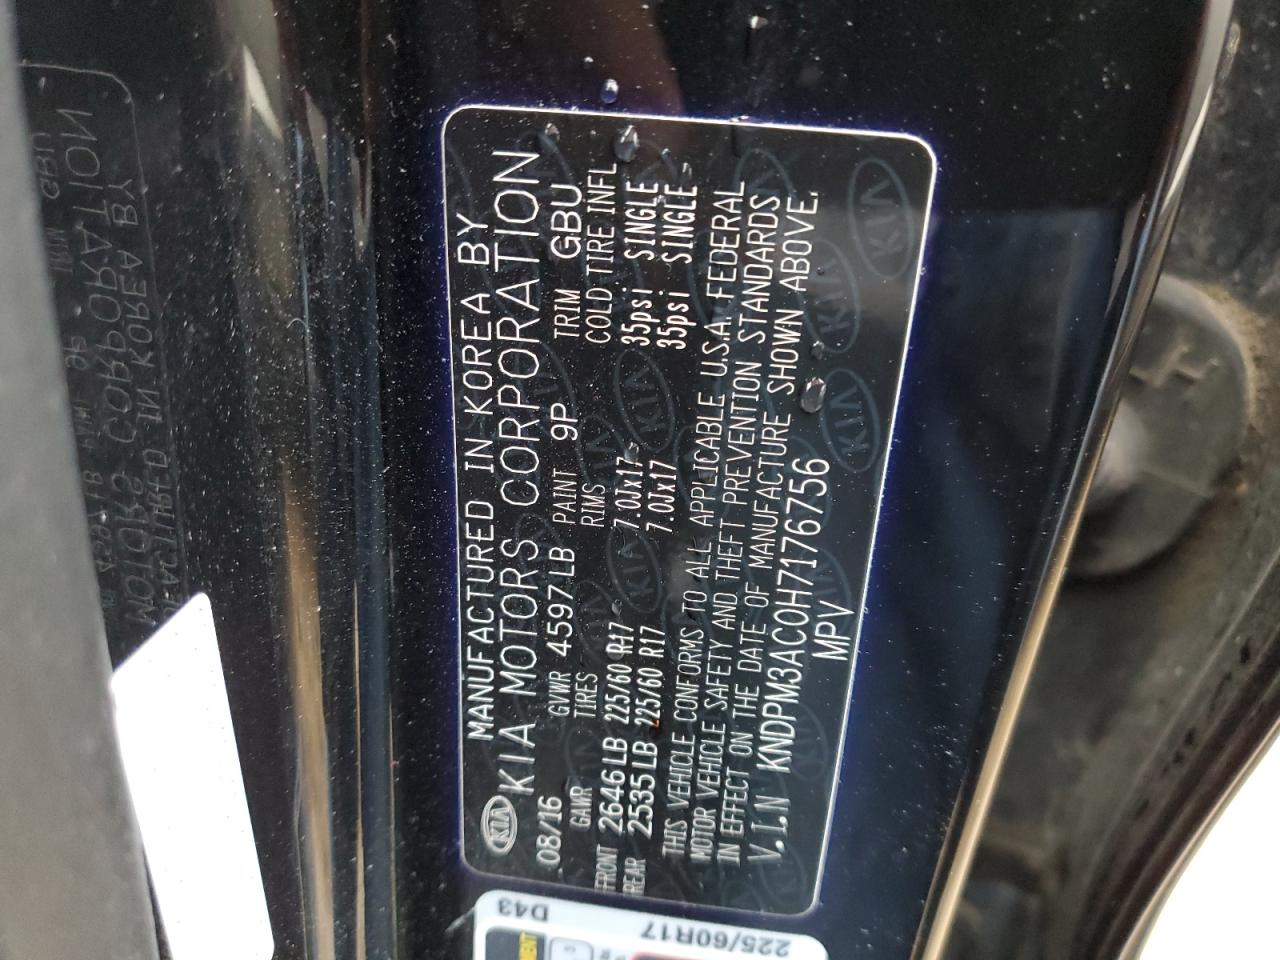 KIA MANUFACTURED IN KOREA BY
KIA MOTORS CORPORATION
08/16 GVWR 4597LB PAINT 9P TRIM GBU
GAWR TIRES RIMS COLD TIRE INFL
FRONT 2646LB 225/60 R17 7.0Jx17 35psi SINGLE
REAR 2535LB 225/60 R17 7.0Jx17 35psi SINGLE
THIS VEHICLE CONFORMS TO ALL APPLICABLE U.S.A. FEDERAL
MOTOR VEHICLE SAFETY AND THEFT PREVENTION STANDARDS
IN EFFECT ON THE DATE OF MANUFACTURE SHOWN ABOVE.
V.I.N KNDPM3AC0H7176756
MPV
225/60R17 D43